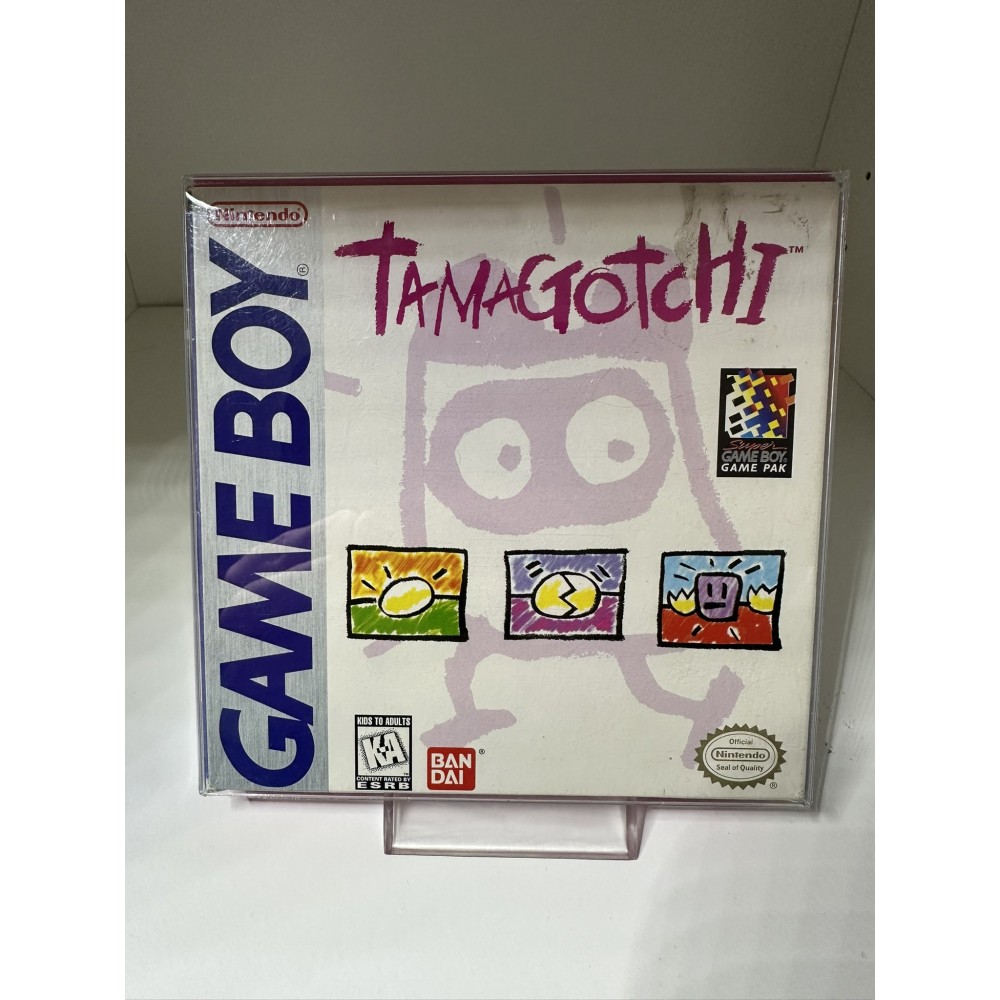 Nintendo
GAME BOY®
TAMAGOTCHI™
Super
GAME BOY®
GAME PAK
KIDS TO ADULTS
K-A
CONTENT RATED BY
ESRB
BAN
DAI
®
Official
Nintendo
Seal of Quality
®